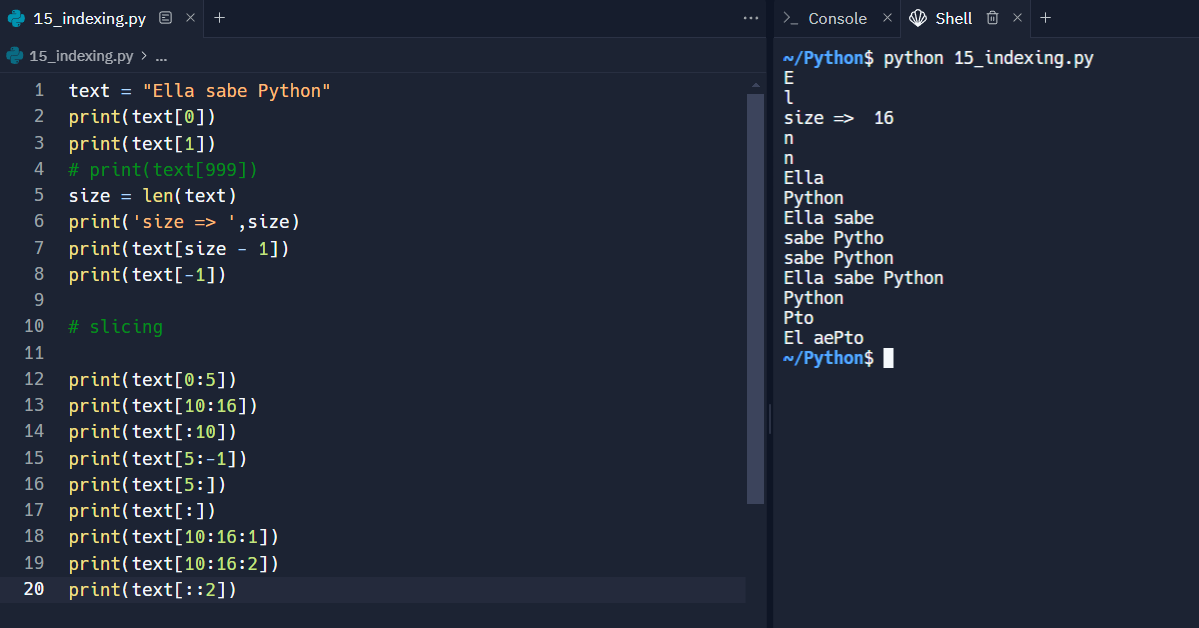 15_indexing.py
15_indexing.py > ...
1 text = "Ella sabe Python"
2 print(text[0])
3 print(text[1])
4 # print(text[999])
5 size = len(text)
6 print('size => ',size)
7 print(text[size - 1])
8 print(text[-1])
9
10 # slicing
11
12 print(text[0:5])
13 print(text[10:16])
14 print(text[:10])
15 print(text[5:-1])
16 print(text[5:])
17 print(text[:])
18 print(text[10:16:1])
19 print(text[10:16:2])
20 print(text[::2])
Console
Shell
~/Python$ python 15_indexing.py
E
l
size =>  16
n
n
Ella
Python
Ella sabe
sabe Pytho
sabe Python
Ella sabe Python
Python
Pto
El aePto
~/Python$